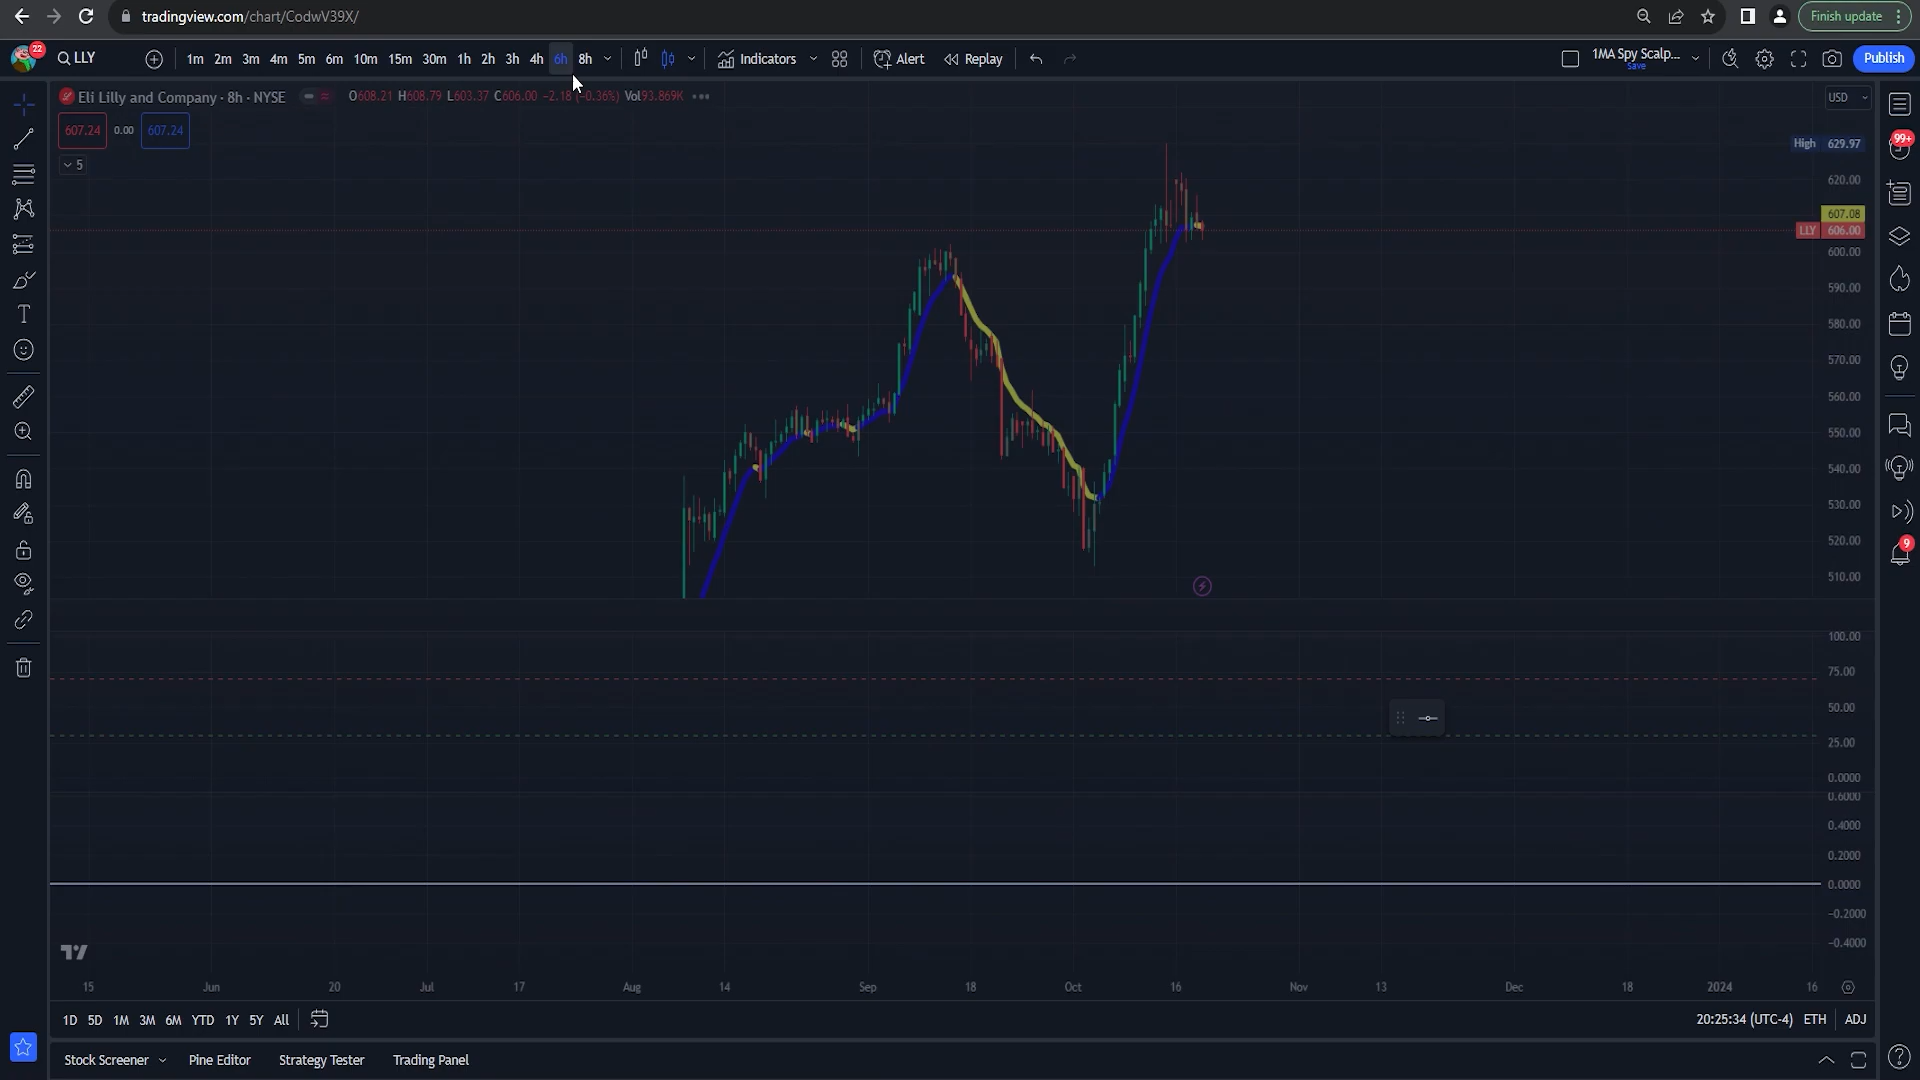 tradingview.com/chart/CodwV39X/
Finish update
22
LLY
1m 2m 3m 4m 5m 6m 10m 15m 30m 1h 2h 3h 4h 6h 8h
Indicators
Alert
Replay
1MA Spy Scalp...
Save
Publish
Eli Lilly and Company · 8h · NYSE
O608.21 H608.79 L603.37 C606.00 −2.18 (−0.36%) Vol93.869K
USD
607.24 0.00 607.24
5
99+
High 629.97
620.00
607.08
LLY 606.00
600.00
590.00
580.00
570.00
560.00
550.00
540.00
530.00
520.00
510.00
9
100.00
75.00
50.00
25.00
0.0000
0.6000
0.4000
0.2000
0.0000
−0.2000
−0.4000
15 Jun 20 Jul 17 Aug 14 Sep 18 Oct 16 Nov 13 Dec 18 2024 16
1D 5D 1M 3M 6M YTD 1Y 5Y All
20:25:34 (UTC-4) ETH ADJ
Stock Screener Pine Editor Strategy Tester Trading Panel